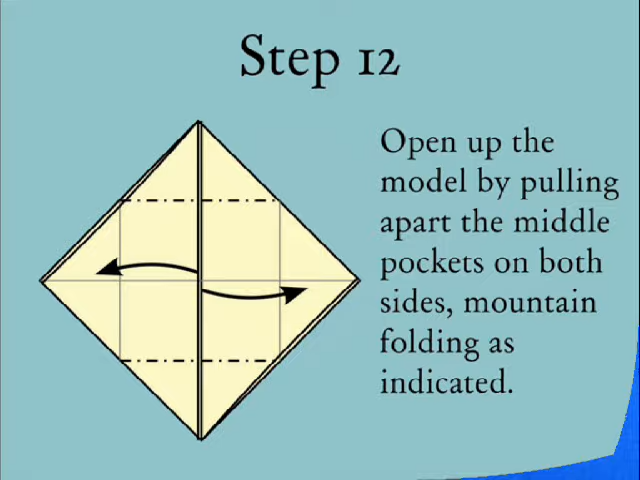 Step 12
Open up the
model by pulling
apart the middle
pockets on both
sides, mountain
folding as
indicated.